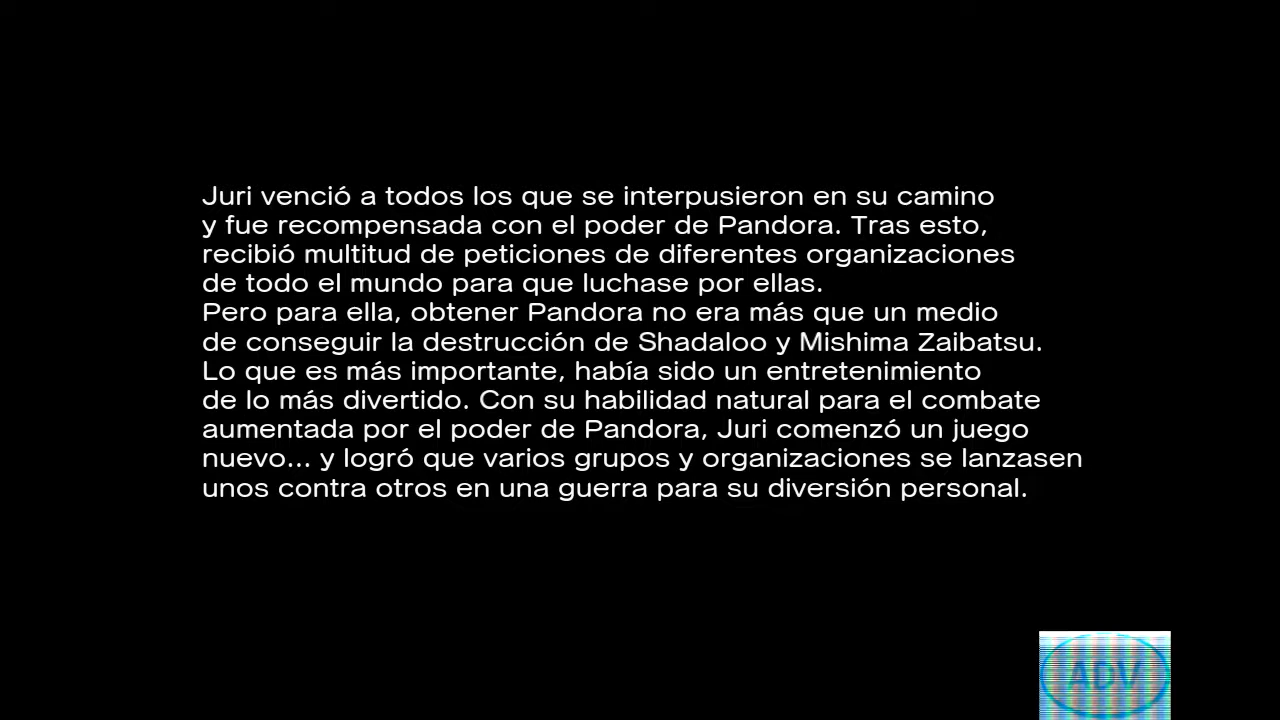 Juri venció a todos los que se interpusieron en su camino
y fue recompensada con el poder de Pandora. Tras esto,
recibió multitud de peticiones de diferentes organizaciones
de todo el mundo para que luchase por ellas.
Pero para ella, obtener Pandora no era más que un medio
de conseguir la destrucción de Shadaloo y Mishima Zaibatsu.
Lo que es más importante, había sido un entretenimiento
de lo más divertido. Con su habilidad natural para el combate
aumentada por el poder de Pandora, Juri comenzó un juego
nuevo... y logró que varios grupos y organizaciones se lanzasen
unos contra otros en una guerra para su diversión personal.
ADV